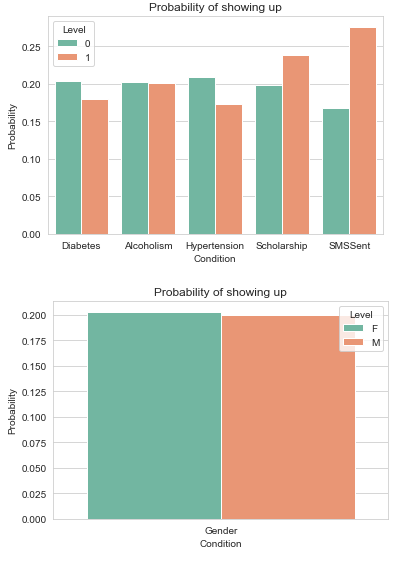 Probability of showing up
Level
0
1
0.25
0.20
0.15
0.10
0.05
0.00
Probability
Diabetes Alcoholism Hypertension Scholarship SMSSent
Condition
Probability of showing up
Level
F
M
0.200
0.175
0.150
0.125
0.100
0.075
0.050
0.025
0.000
Probability
Gender
Condition